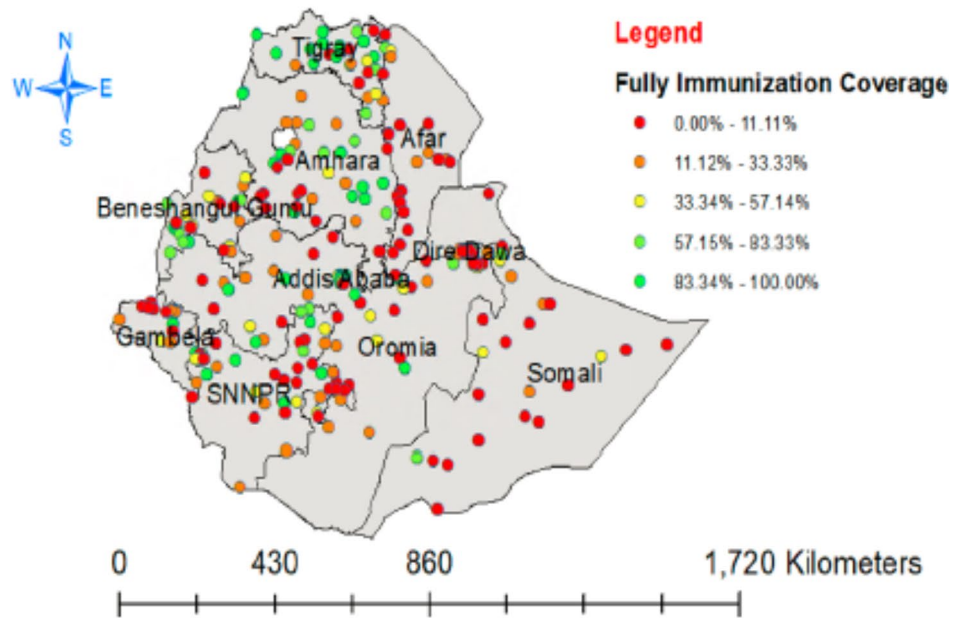 N
W E
S
Legend
Fully Immunization Coverage
0.00% - 11.11%
11.12% - 33.33%
33.34% - 57.14%
57.15% - 83.33%
83.34% - 100.00%
Tigray
Afar
Amhara
Beneshangul Gumu
Dire Dawa
Addis Ababa
Gambela
Oromia
Somali
SNNPR
0 430 860 1,720 Kilometers